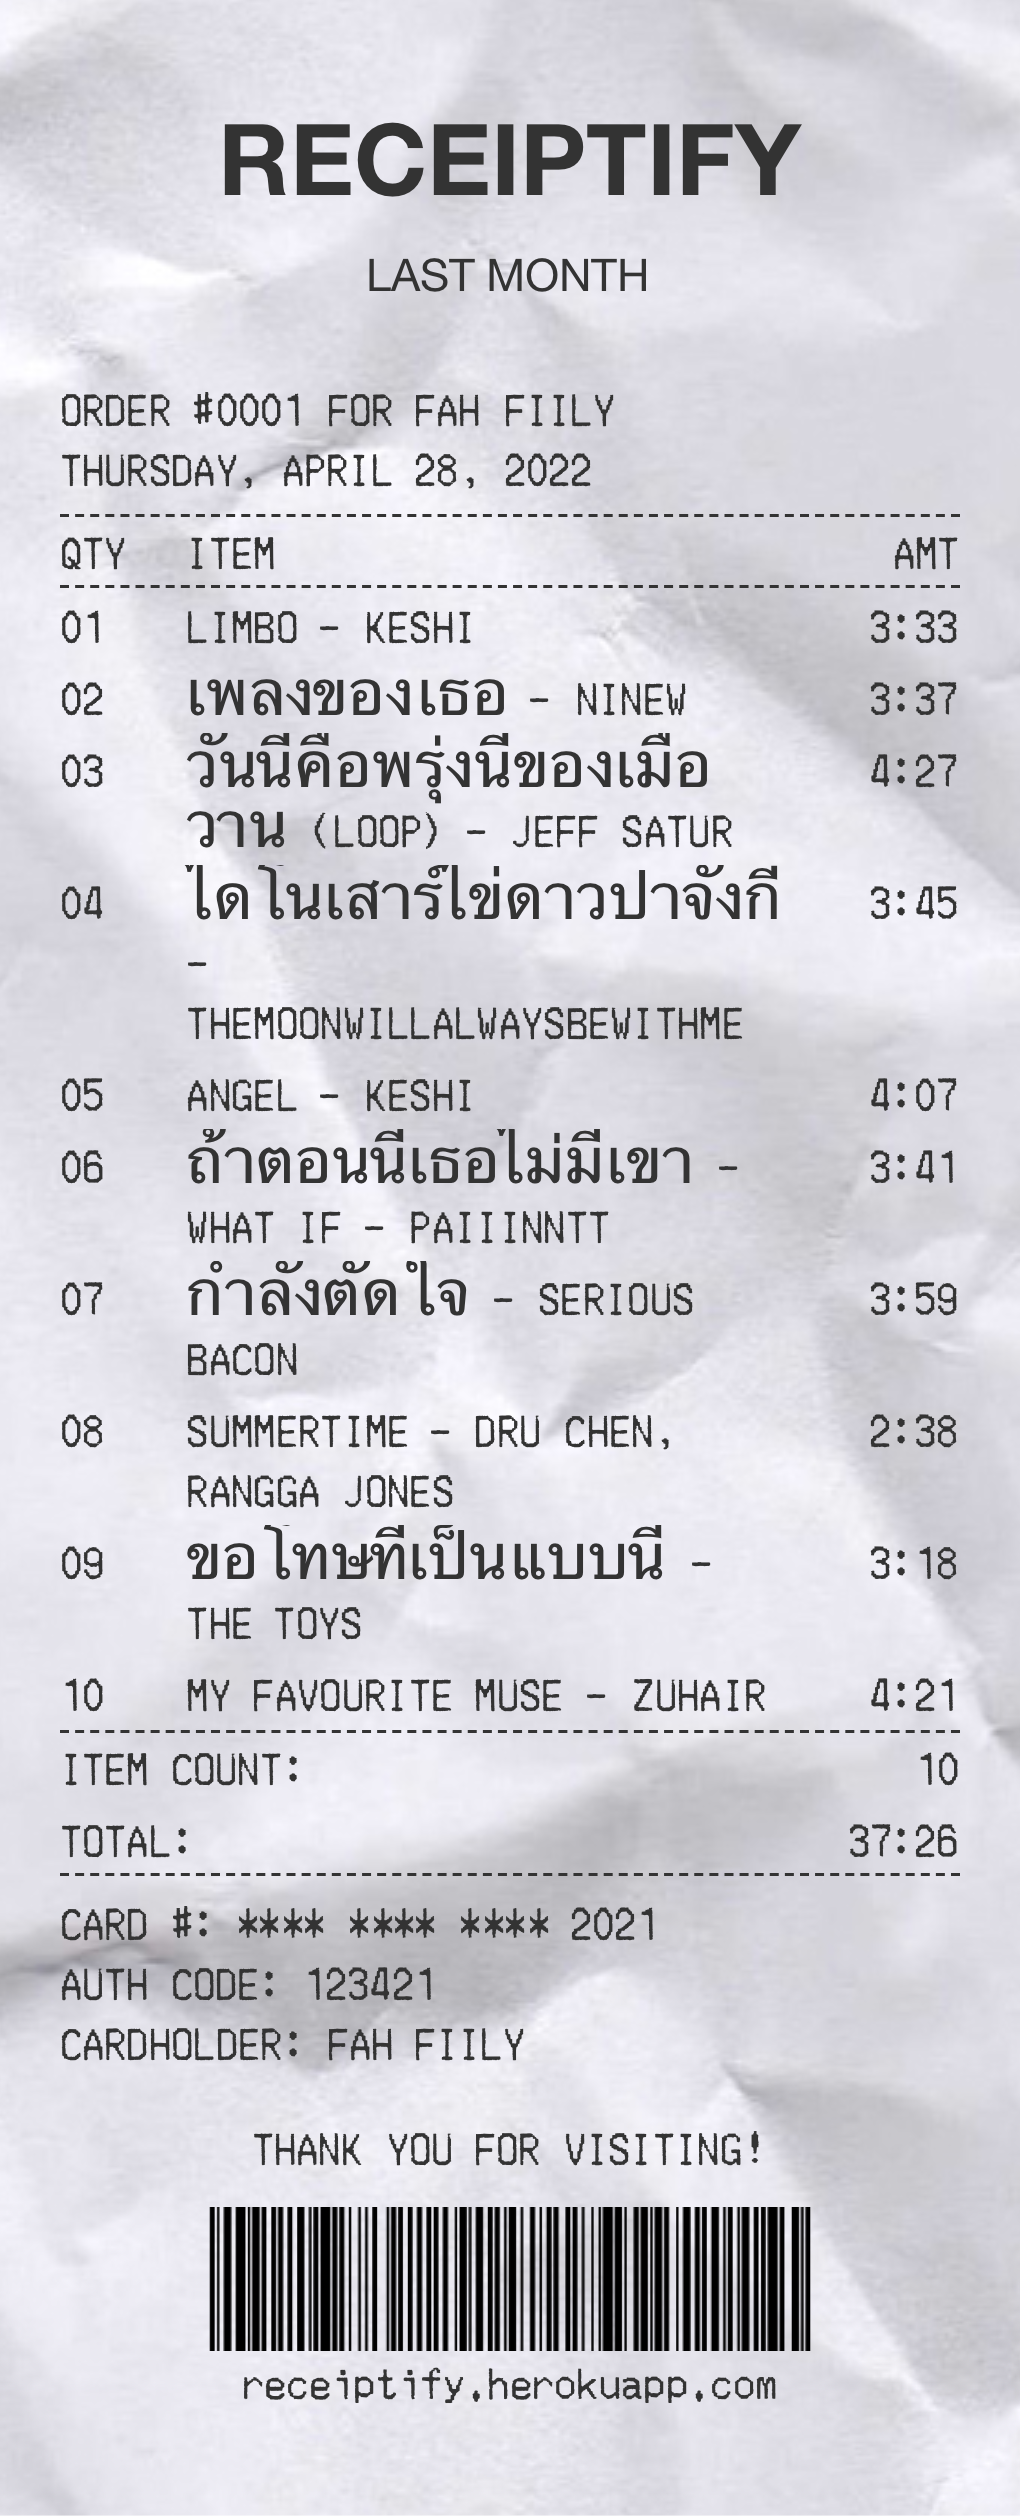 RECEIPTIFY
LAST MONTH
ORDER #0001 FOR FAH FIILY
THURSDAY, APRIL 28, 2022
QTY ITEM AMT
01 LIMBO - KESHI 3:33
02 เพลงของเธอ - NINEW 3:37
03 วันนี้คือพรุ่งนี้ของเมื่อ 4:27
วาน (LOOP) - JEFF SATUR
04 ไดโนเสาร์ไข่ดาวปาจังกี้ 3:45
-
THEMOONWILLALWAYSBEWITHME
05 ANGEL - KESHI 4:07
06 ถ้าตอนนี้เธอไม่มีเขา - 3:41
WHAT IF - PAIIINNTT
07 กำลังตัดใจ - SERIOUS 3:59
BACON
08 SUMMERTIME - DRU CHEN, 2:38
RANGGA JONES
09 ขอโทษที่เป็นแบบนี้ - 3:18
THE TOYS
10 MY FAVOURITE MUSE - ZUHAIR 4:21
ITEM COUNT: 10
TOTAL: 37:26
CARD #: **** **** **** 2021
AUTH CODE: 123421
CARDHOLDER: FAH FIILY
THANK YOU FOR VISITING!
receiptify.herokuapp.com